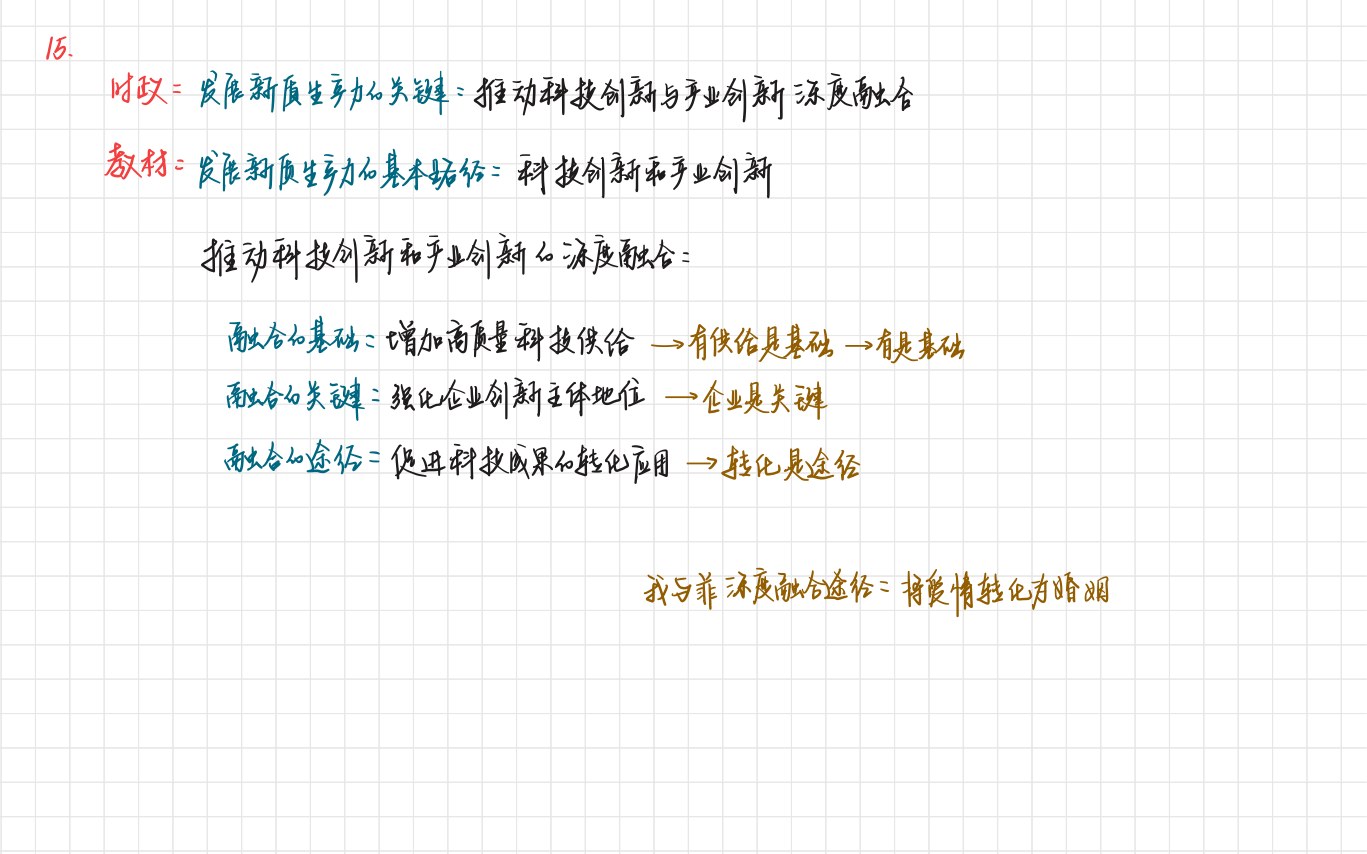 15.
时政：发展新质生产力的关键：推动科技创新与产业创新深度融合
教材：发展新质生产力的基本路径：科技创新和产业创新
推动科技创新和产业创新的深度融合：
融合的基础：增加高质量科技供给 →有供给是基础 →有是基础
融合的关键：强化企业创新主体地位 →企业是关键
融合的途径：促进科技成果的转化应用 →转化是途径
我与菲深度融合途径：将爱情转化为婚姻